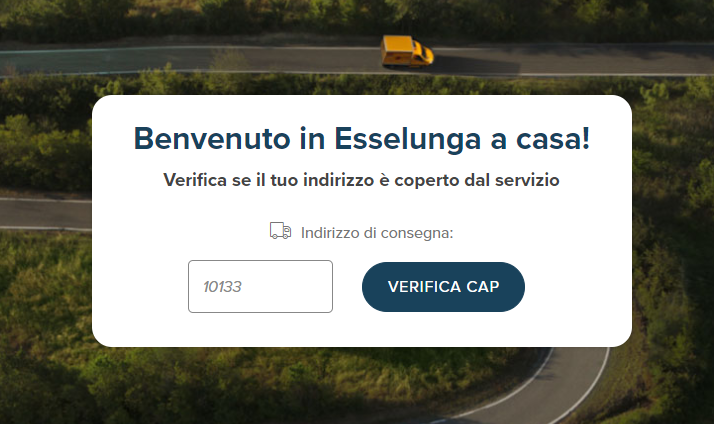 Benvenuto in Esselunga a casa!
Verifica se il tuo indirizzo è coperto dal servizio
Indirizzo di consegna:
10133
VERIFICA CAP